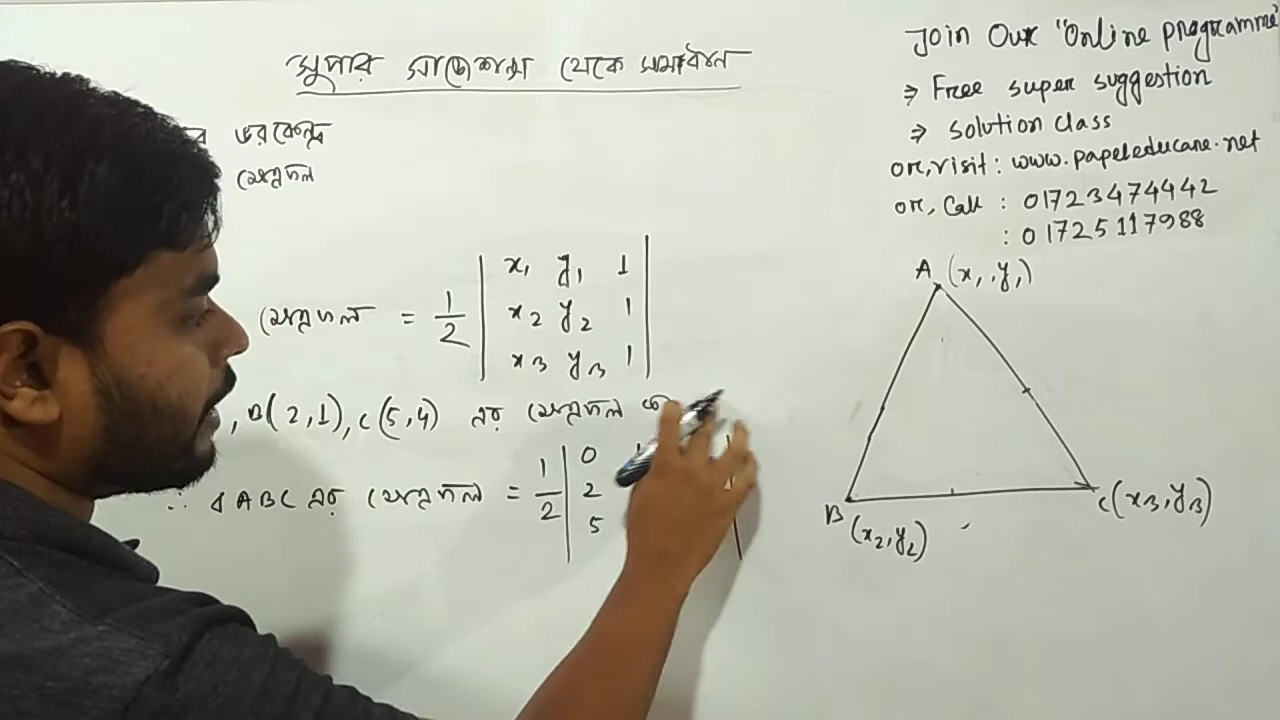 সুপার সাজেশন্স থেকে সমাধান
ভরকেন্দ্র
ক্ষেত্রফল
ক্ষেত্রফল = 1/2 | x₁ y₁ 1 |
| x₂ y₂ 1 |
| x₃ y₃ 1 |
, B(2,1), C(5,4) এর ক্ষেত্রফল
∴ Δ ABC এর ক্ষেত্রফল = 1/2 | 0
2
5
Join Our "Online programme"
⇒ Free super suggestion
⇒ Solution class
or, visit: www.papeleducare.net
or, Call : 01723474442
: 01725117988
A (x₁, y₁)
B (x₂, y₂)
C (x₃, y₃)